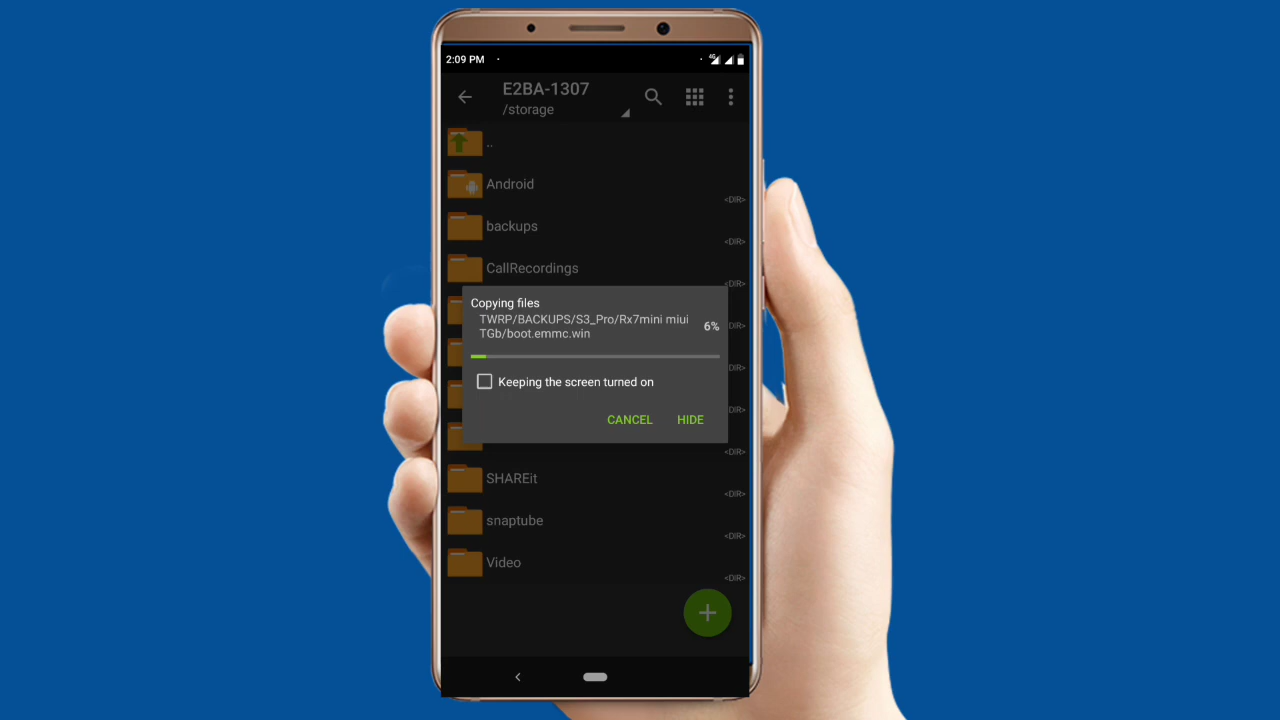 2:09 PM
4G
E2BA-1307
/storage
..
Android
<DIR>
backups
<DIR>
CallRecordings
<DIR>
Copying files
TWRP/BACKUPS/S3_Pro/Rx7mini miui
TGb/boot.emmc.win
6%
DIR>
DIR>
Keeping the screen turned on
DIR>
CANCEL
HIDE
<DIR>
SHAREit
<DIR>
snaptube
<DIR>
Video
<DIR>